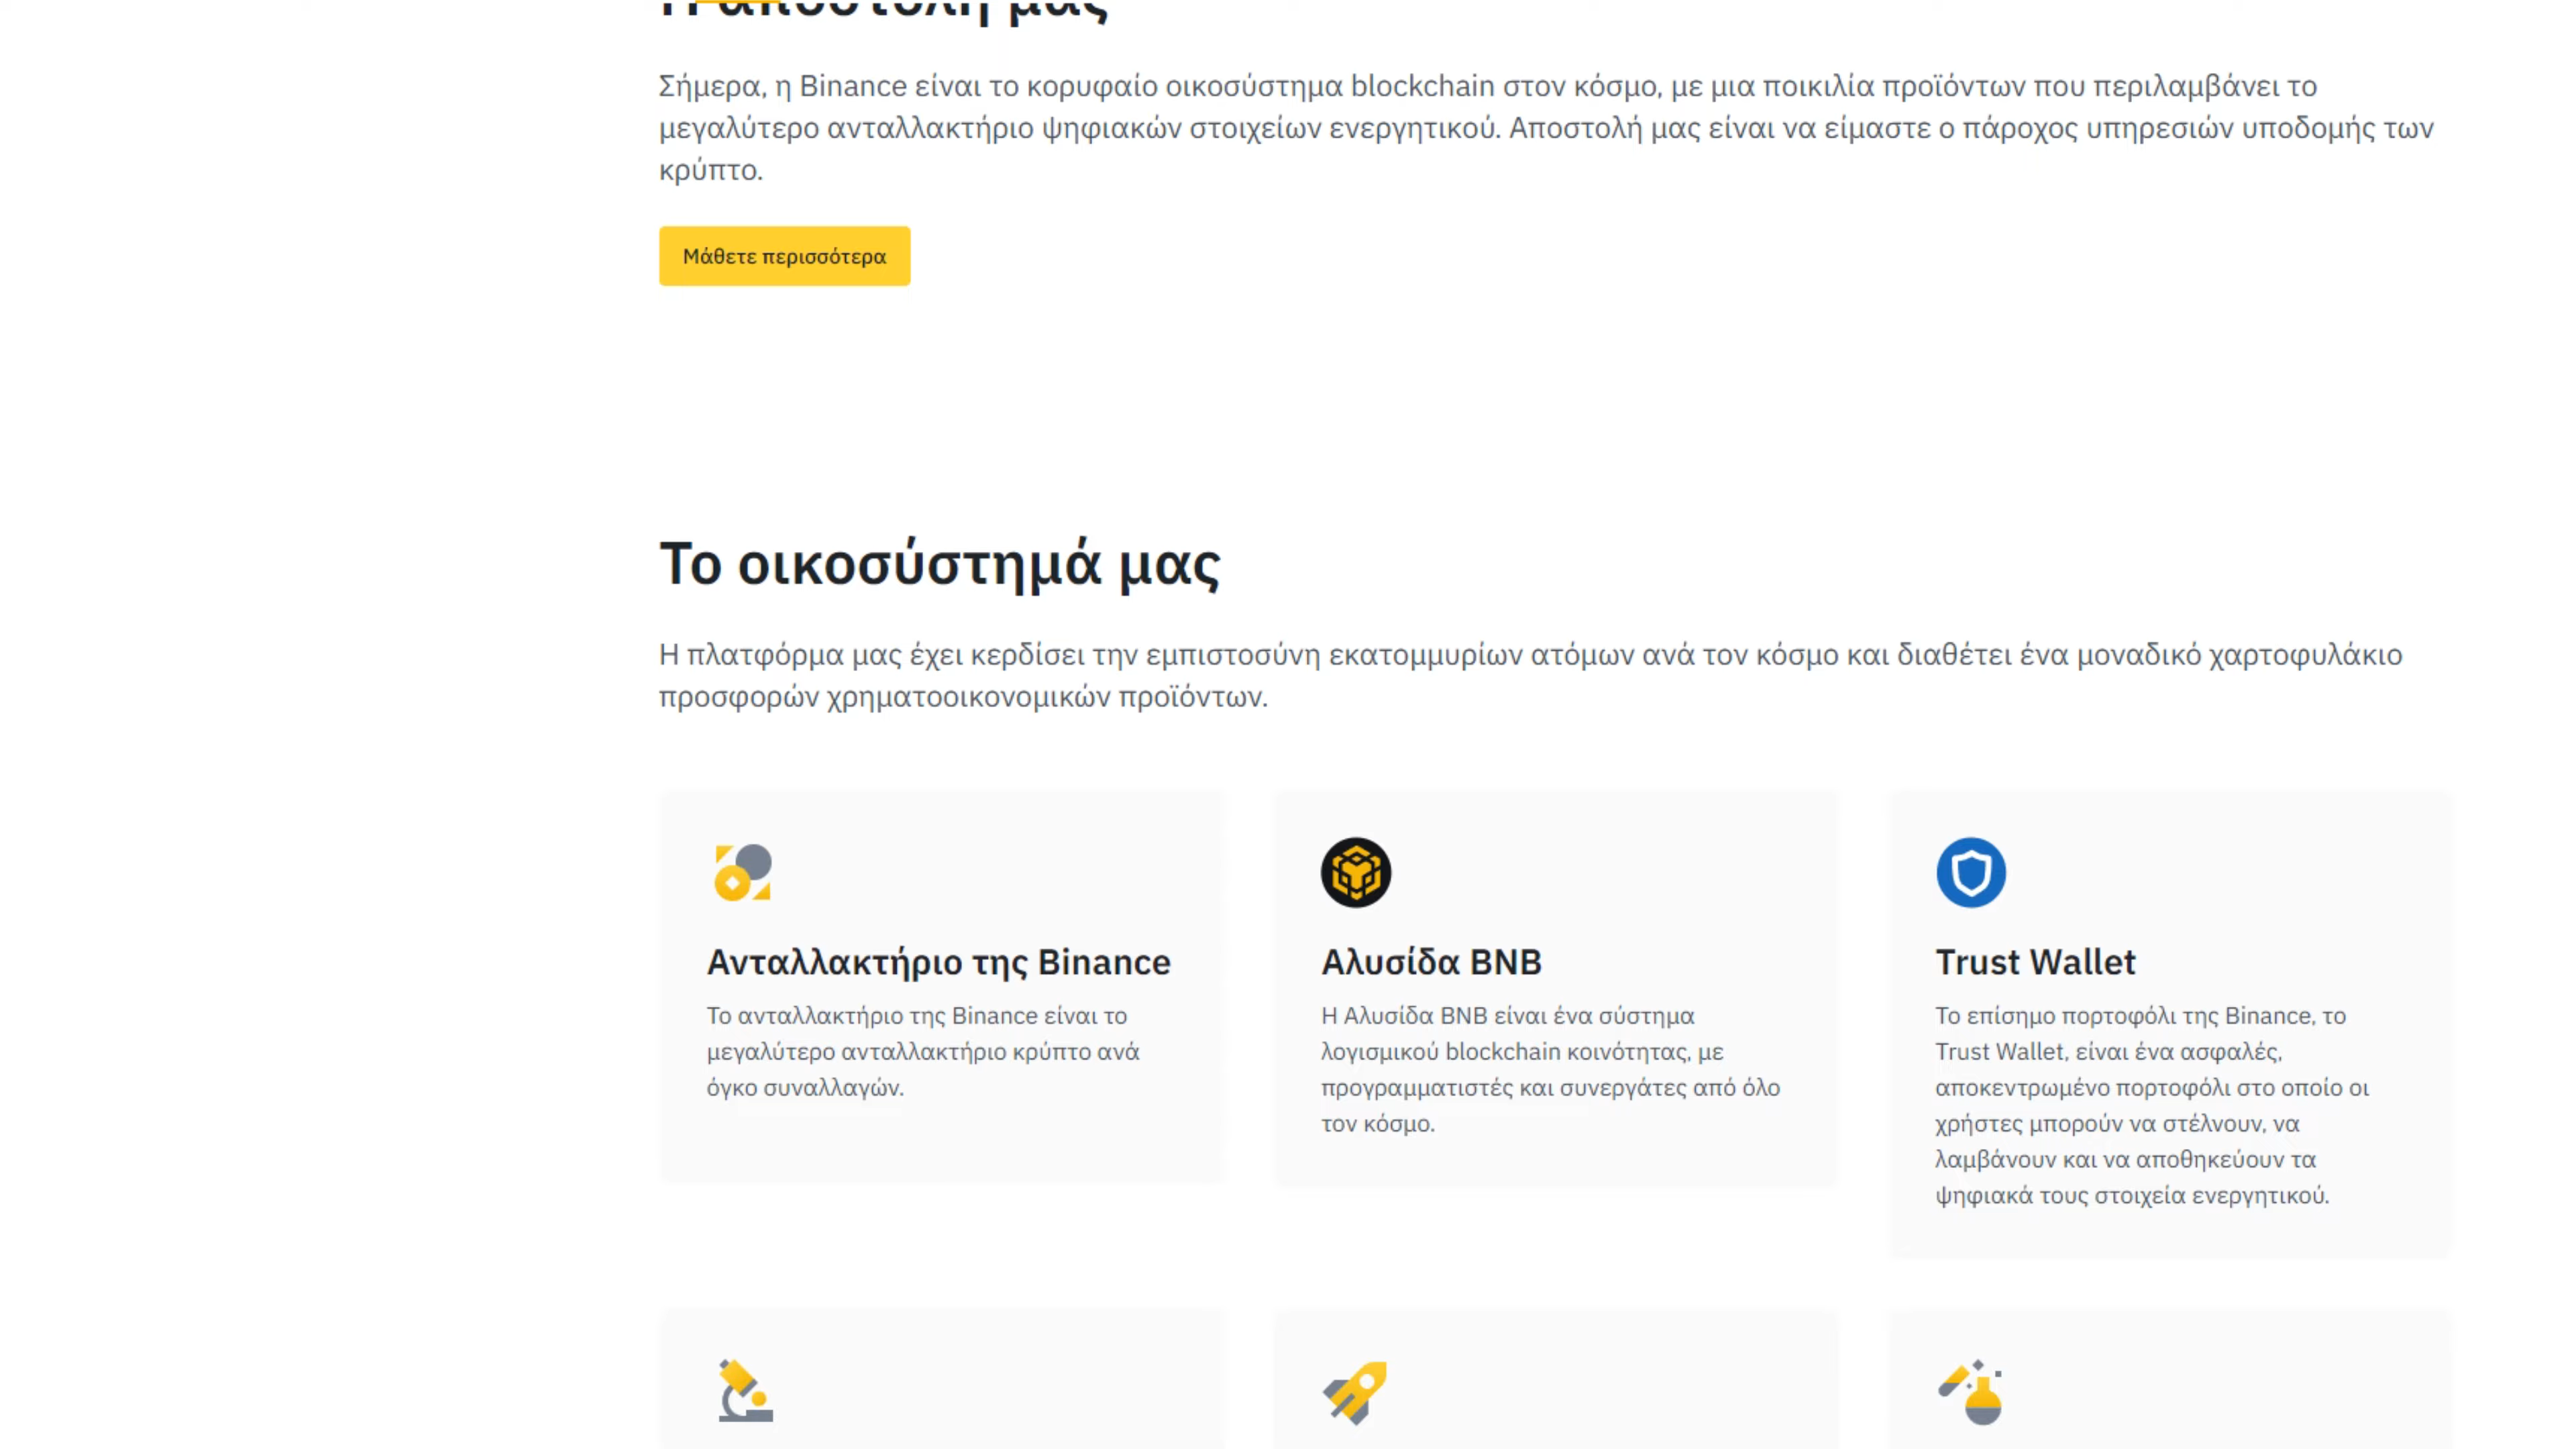 Η αποστολή μας
Σήμερα, η Binance είναι το κορυφαίο οικοσύστημα blockchain στον κόσμο, με μια ποικιλία προϊόντων που περιλαμβάνει το
μεγαλύτερο ανταλλακτήριο ψηφιακών στοιχείων ενεργητικού. Αποστολή μας είναι να είμαστε ο πάροχος υπηρεσιών υποδομής των
κρύπτο.
Μάθετε περισσότερα
Το οικοσύστημά μας
Η πλατφόρμα μας έχει κερδίσει την εμπιστοσύνη εκατομμυρίων ατόμων ανά τον κόσμο και διαθέτει ένα μοναδικό χαρτοφυλάκιο
προσφορών χρηματοοικονομικών προϊόντων.
Ανταλλακτήριο της Binance
Το ανταλλακτήριο της Binance είναι το
μεγαλύτερο ανταλλακτήριο κρύπτο ανά
όγκο συναλλαγών.
Αλυσίδα BNB
Η Αλυσίδα BNB είναι ένα σύστημα
λογισμικού blockchain κοινότητας, με
προγραμματιστές και συνεργάτες από όλο
τον κόσμο.
Trust Wallet
Το επίσημο πορτοφόλι της Binance, το
Trust Wallet, είναι ένα ασφαλές,
αποκεντρωμένο πορτοφόλι στο οποίο οι
χρήστες μπορούν να στέλνουν, να
λαμβάνουν και να αποθηκεύουν τα
ψηφιακά τους στοιχεία ενεργητικού.